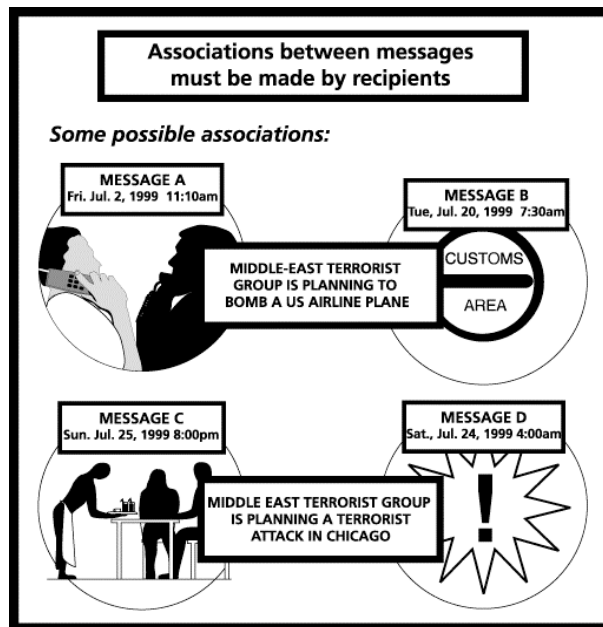 Associations between messages
must be made by recipients
Some possible associations:
MESSAGE A
Fri. Jul. 2, 1999 11:10am
MESSAGE B
Tue, Jul. 20, 1999 7:30am
MIDDLE-EAST TERRORIST
GROUP IS PLANNING TO
BOMB A US AIRLINE PLANE
CUSTOMS
AREA
MESSAGE C
Sun. Jul. 25, 1999 8:00pm
MESSAGE D
Sat., Jul. 24, 1999 4:00am
MIDDLE EAST TERRORIST GROUP
IS PLANNING A TERRORIST
ATTACK IN CHICAGO
!